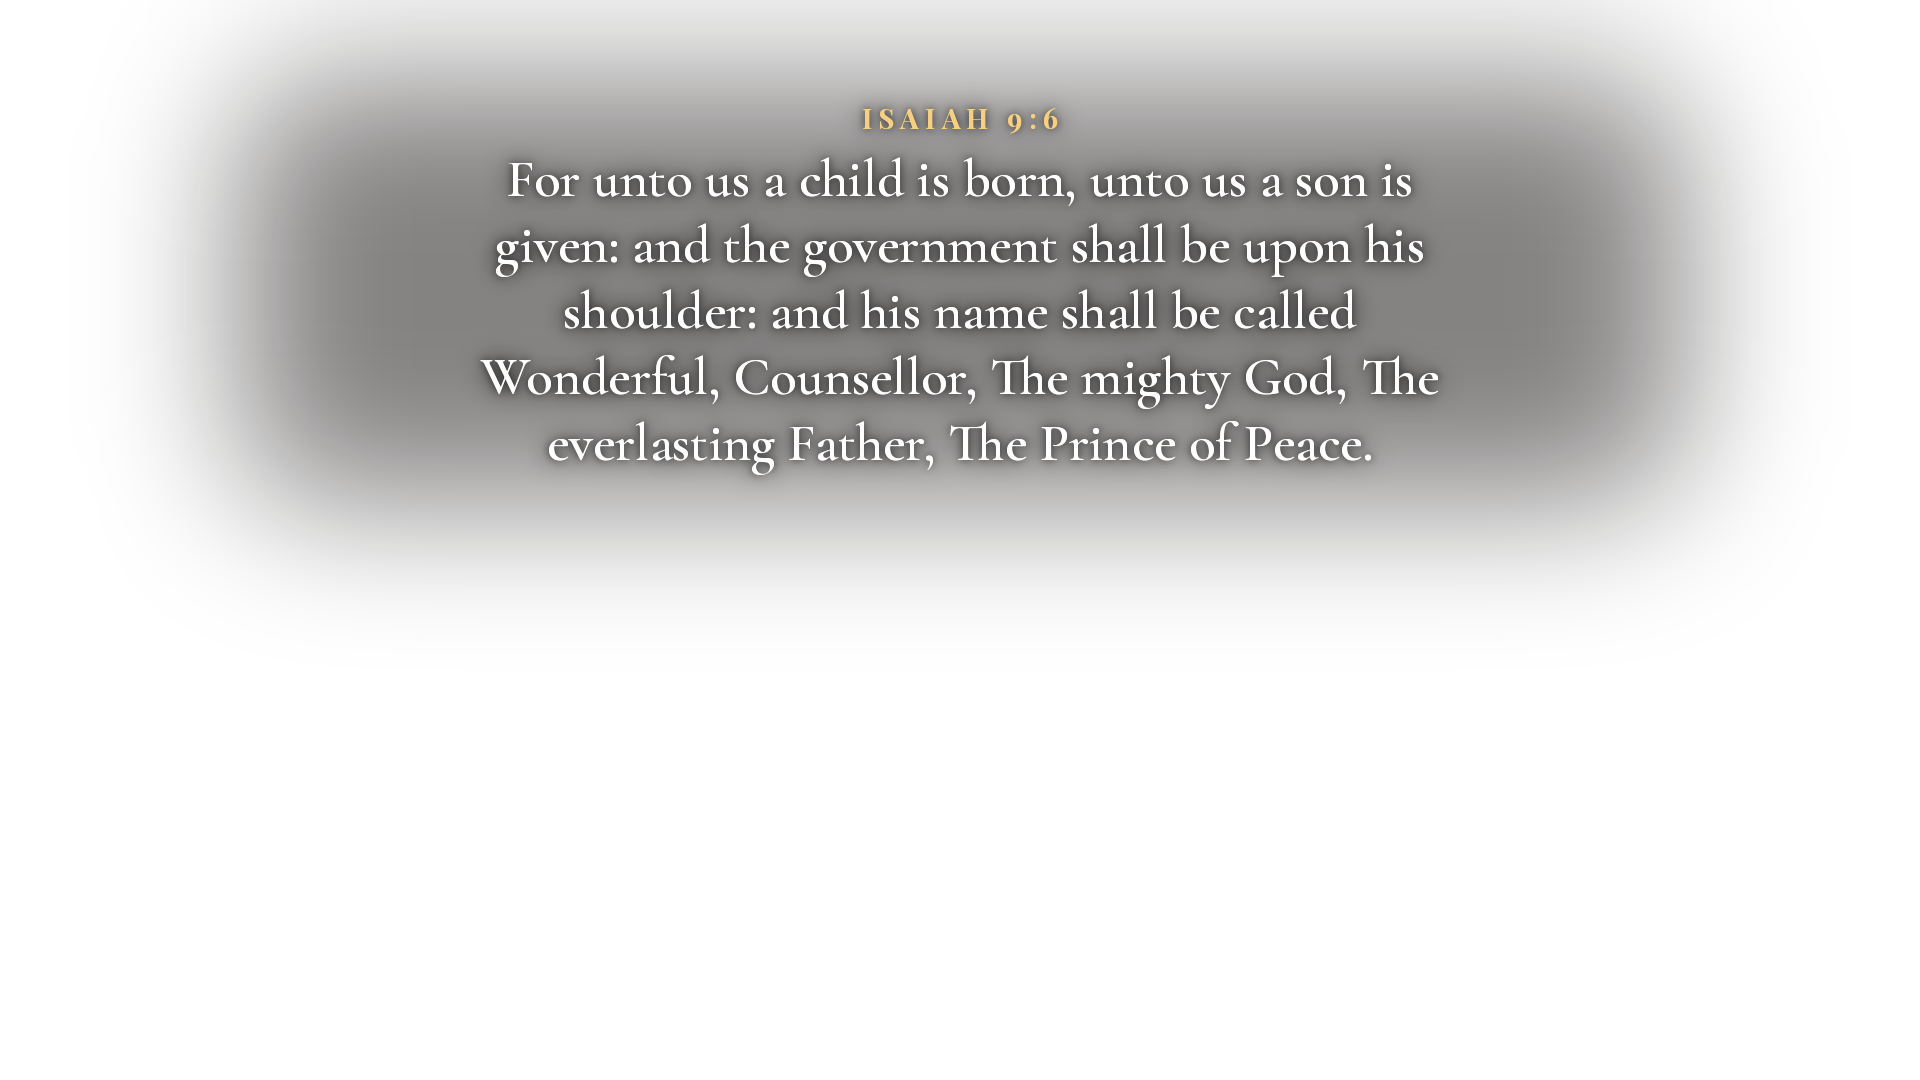 ISAIAH 9:6
For unto us a child is born, unto us a son is
given: and the government shall be upon his
shoulder: and his name shall be called
Wonderful, Counsellor, The mighty God, The
everlasting Father, The Prince of Peace.